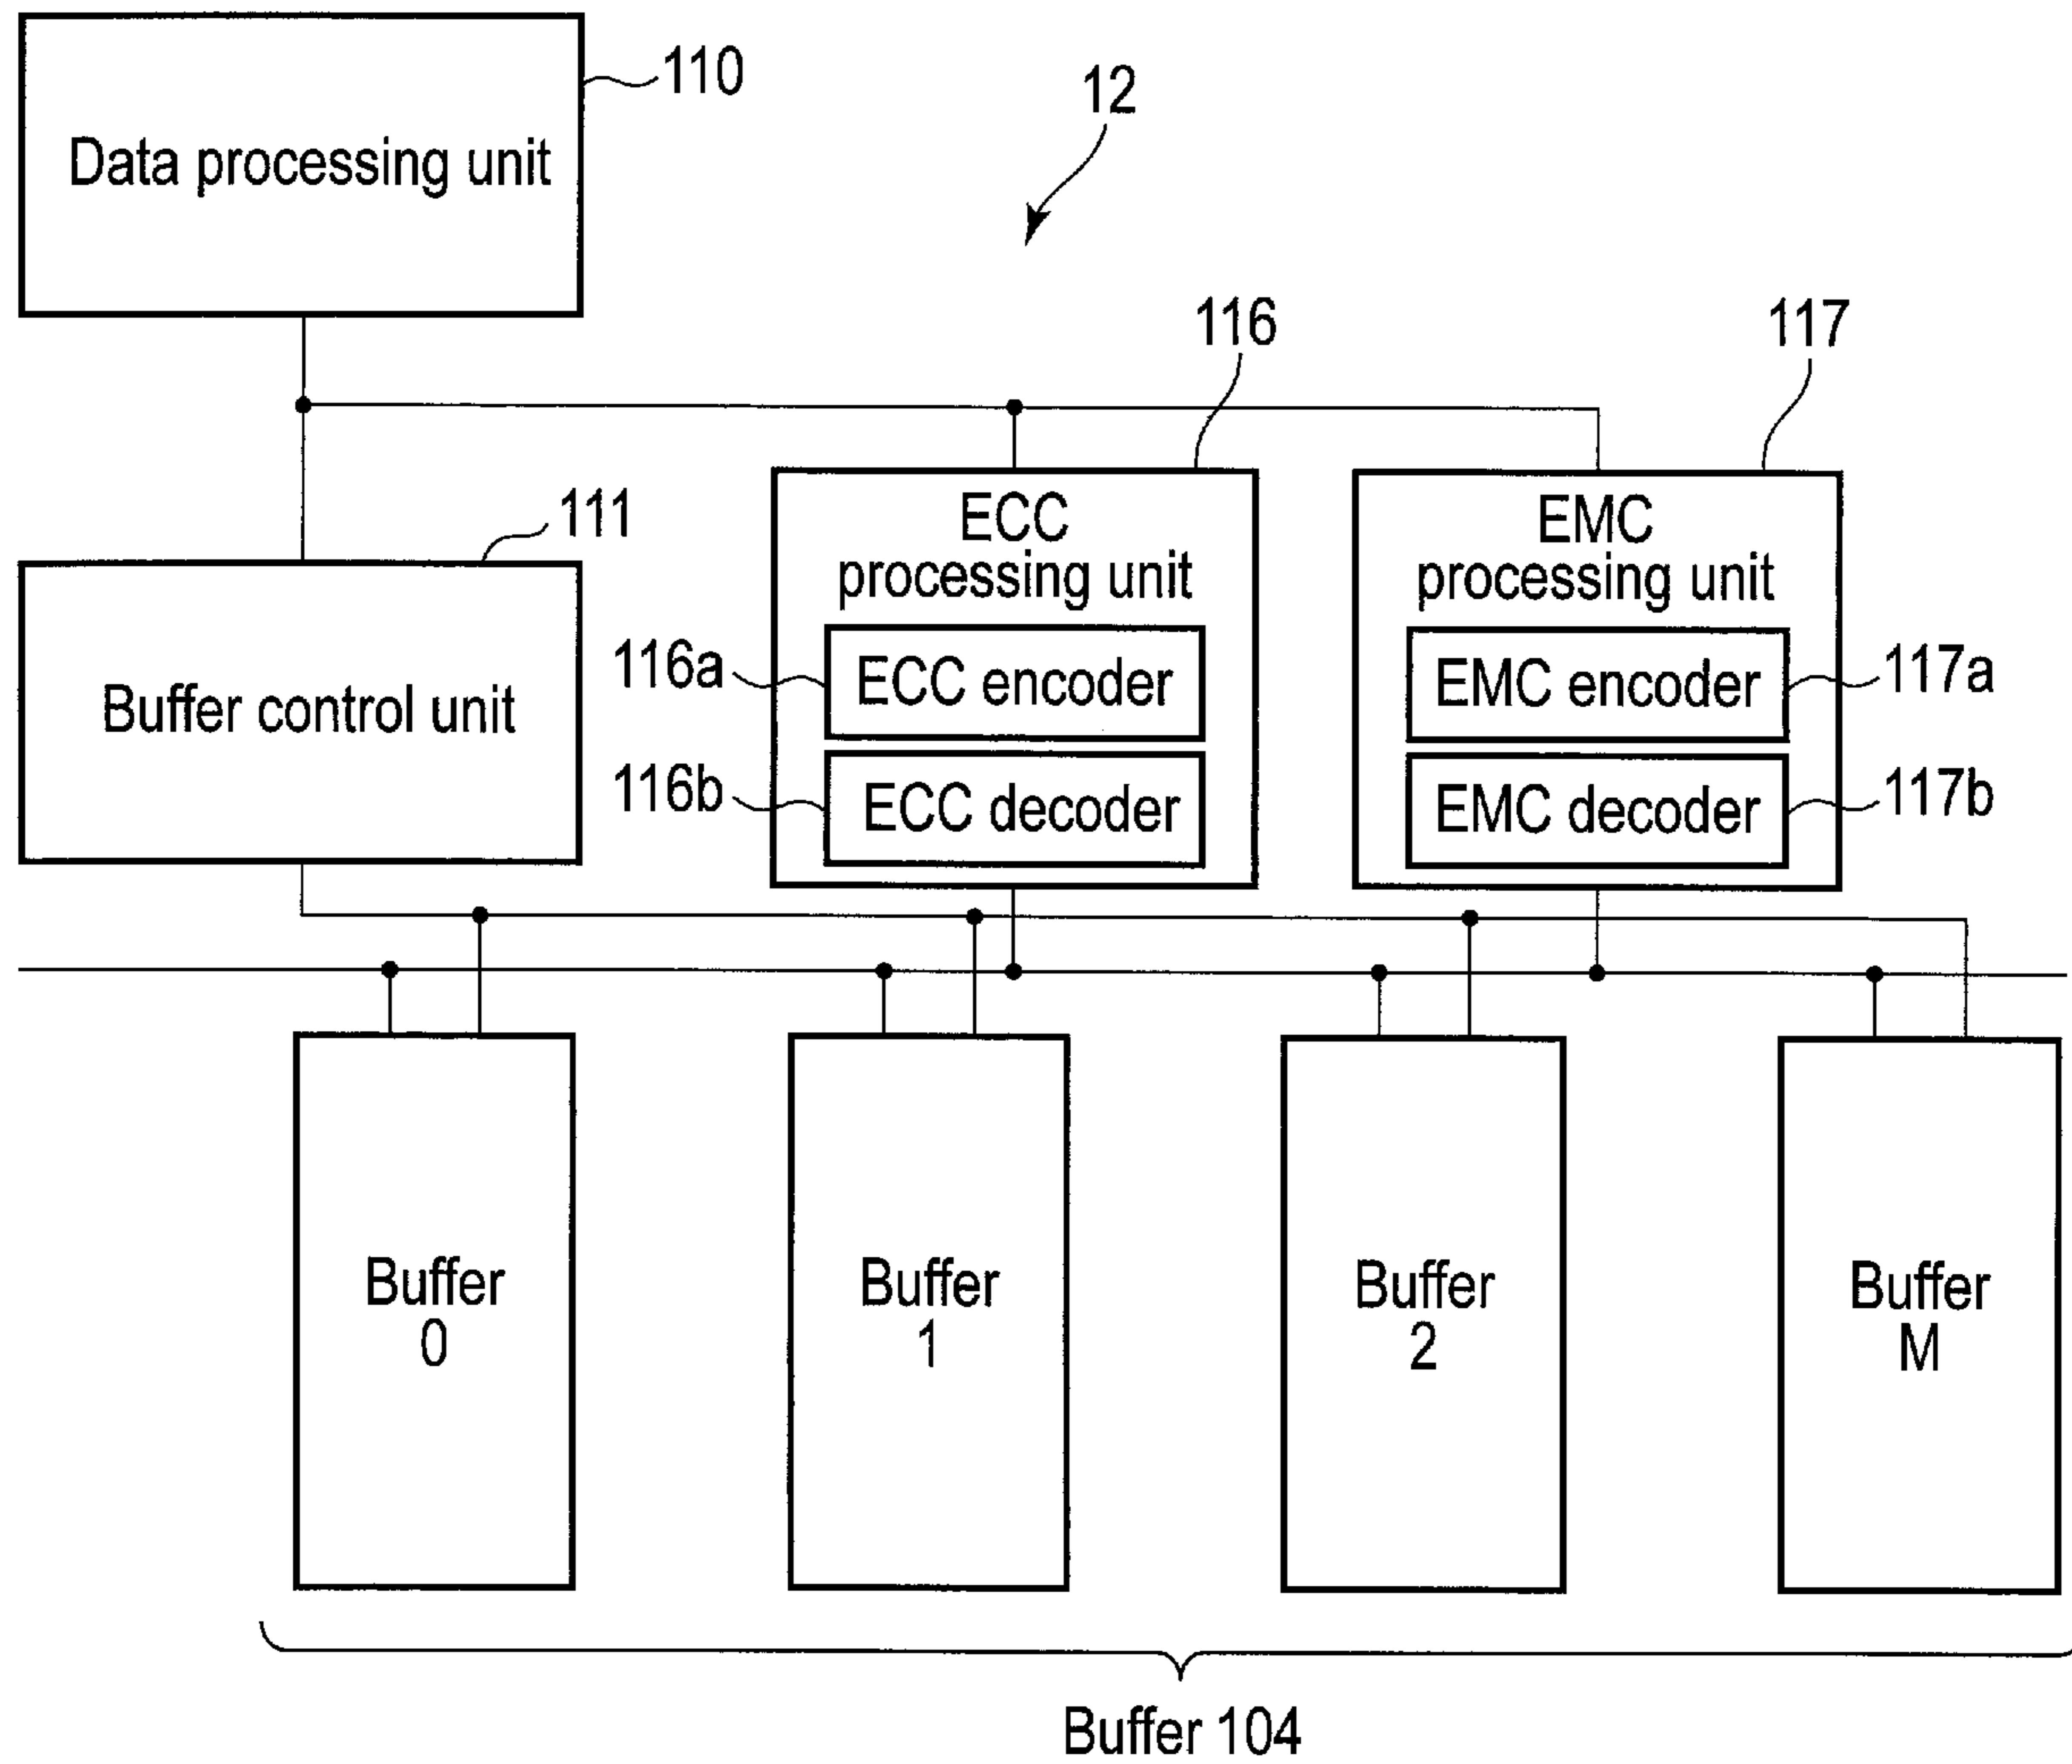 110
Data processing unit
12
116
117
111
Buffer control unit
ECC
processing unit
116a
ECC encoder
116b
ECC decoder
EMC
processing unit
EMC encoder
117a
EMC decoder
117b
Buffer
0
Buffer
1
Buffer
2
Buffer
M
Buffer 104